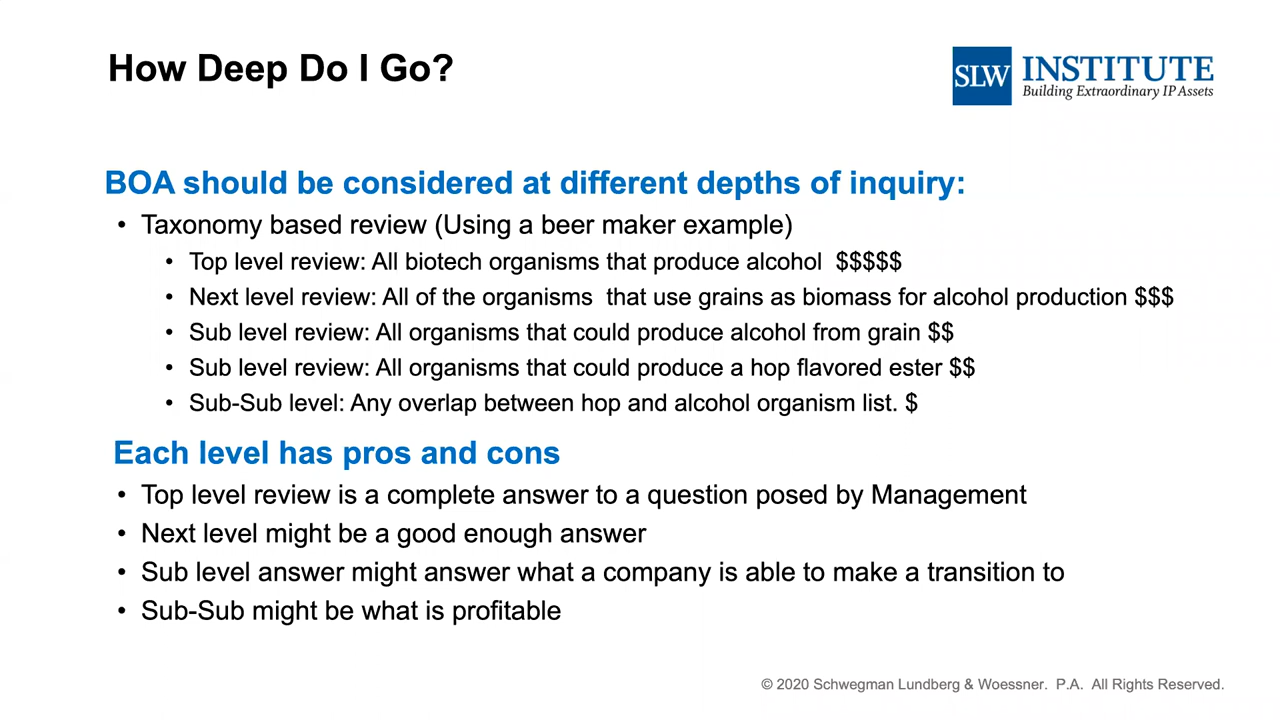 How Deep Do I Go?
SLW INSTITUTE
Building Extraordinary IP Assets
BOA should be considered at different depths of inquiry:
• Taxonomy based review (Using a beer maker example)
• Top level review: All biotech organisms that produce alcohol  $$$$$
• Next level review: All of the organisms  that use grains as biomass for alcohol production $$$
• Sub level review: All organisms that could produce alcohol from grain $$
• Sub level review: All organisms that could produce a hop flavored ester $$
• Sub-Sub level: Any overlap between hop and alcohol organism list. $
Each level has pros and cons
• Top level review is a complete answer to a question posed by Management
• Next level might be a good enough answer
• Sub level answer might answer what a company is able to make a transition to
• Sub-Sub might be what is profitable
© 2020 Schwegman Lundberg & Woessner.  P.A.  All Rights Reserved.